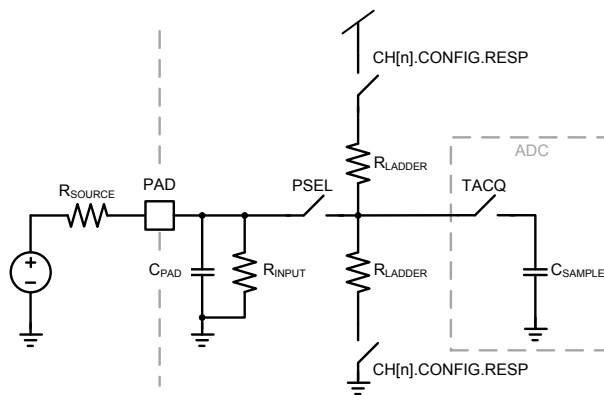 CH[n].CONFIG.RESP
ADC
RLADDER
RSOURCE
PAD
PSEL
TACQ
CPAD
RINPUT
RLADDER
CSAMPLE
CH[n].CONFIG.RESP